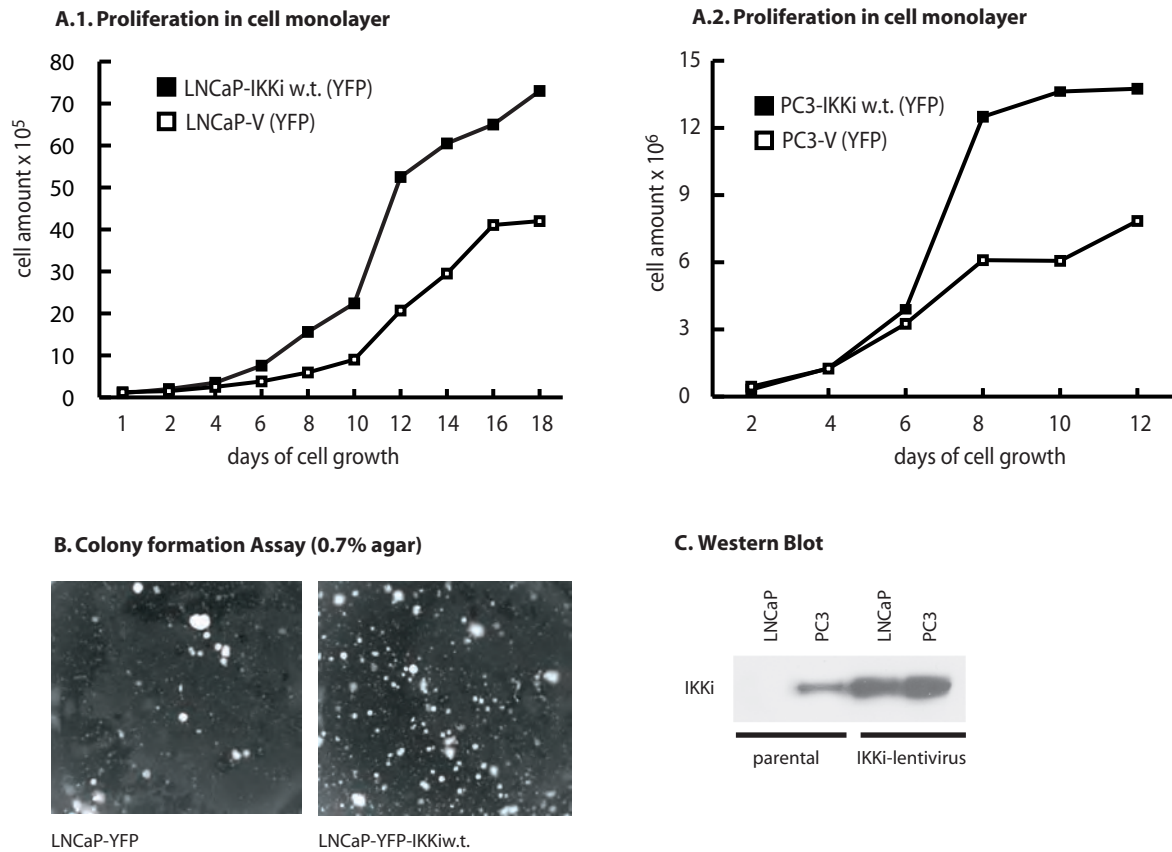 A.1. Proliferation in cell monolayer
80
70
60
50
40
30
20
10
0
cell amount x 10⁵
LNCaP-IKKi w.t. (YFP)
LNCaP-V (YFP)
1 2 4 6 8 10 12 14 16 18
days of cell growth
A.2. Proliferation in cell monolayer
15
12
9
6
3
0
cell amount x 10⁶
PC3-IKKi w.t. (YFP)
PC3-V (YFP)
2 4 6 8 10 12
days of cell growth
B. Colony formation Assay (0.7% agar)
LNCaP-YFP
LNCaP-YFP-IKKiw.t.
C. Western Blot
LNCaP
PC3
LNCaP
PC3
IKKi
parental
IKKi-lentivirus